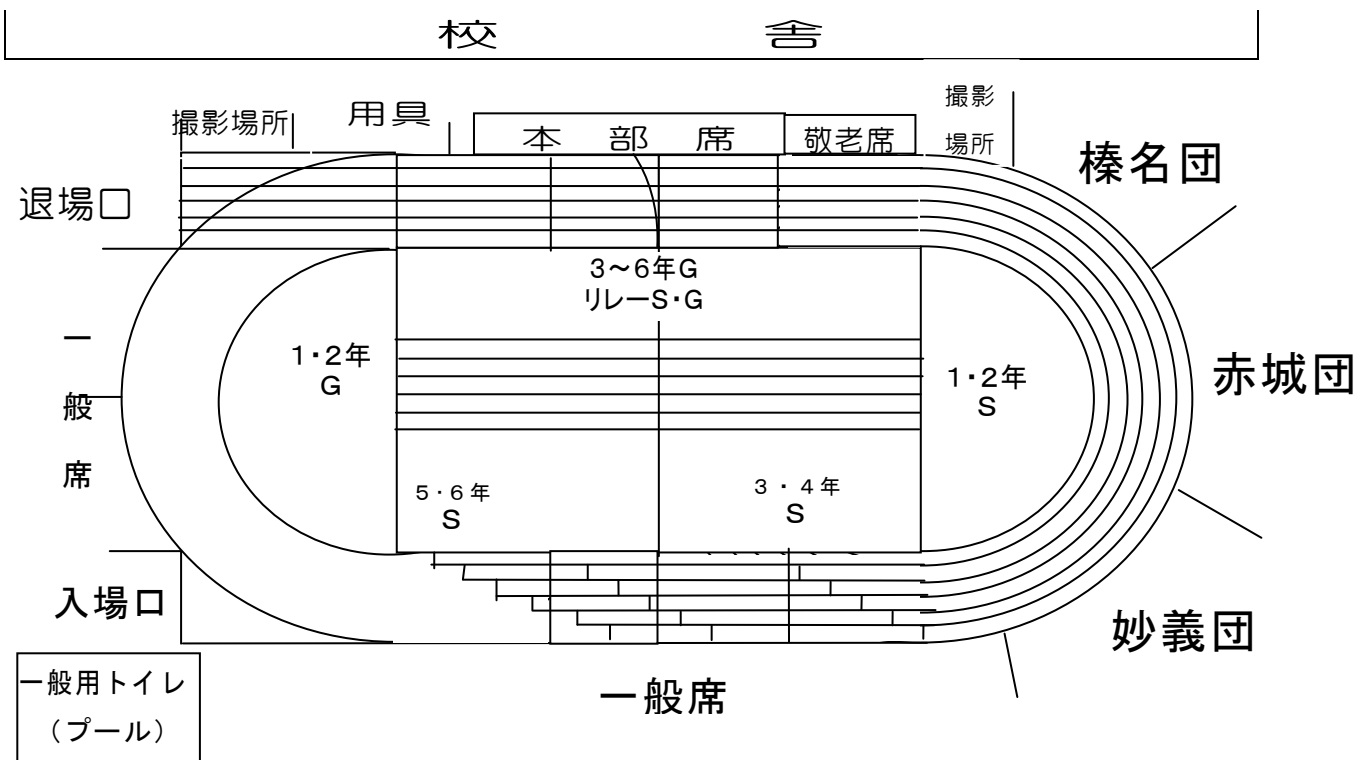 校舎
撮影場所
用具
本部席
敬老席
撮影
場所
榛名団
退場口
3～6年G
リレーS・G
一般席
1・2年
G
1・2年
S
赤城団
5・6年
S
3・4年
S
入場口
妙義団
一般用トイレ
（プール）
一般席